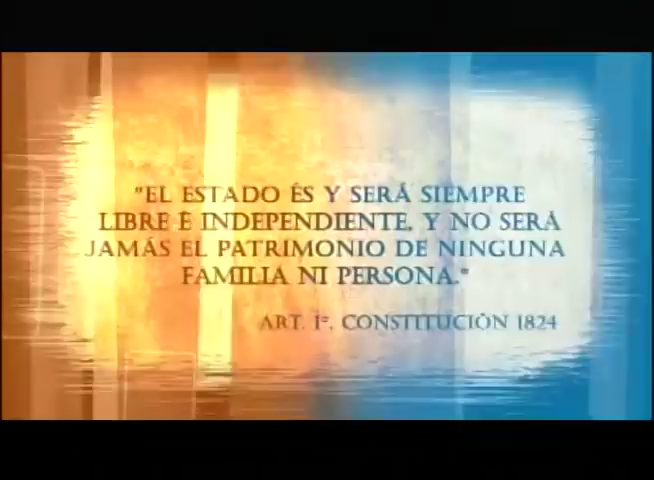 "EL ESTADO ÉS Y SERÁ SIEMPRE
LIBRE E INDEPENDIENTE, Y NO SERÁ
JAMÁS EL PATRIMONIO DE NINGUNA
FAMILIA NI PERSONA."
ART. 1º, CONSTITUCIÓN 1824